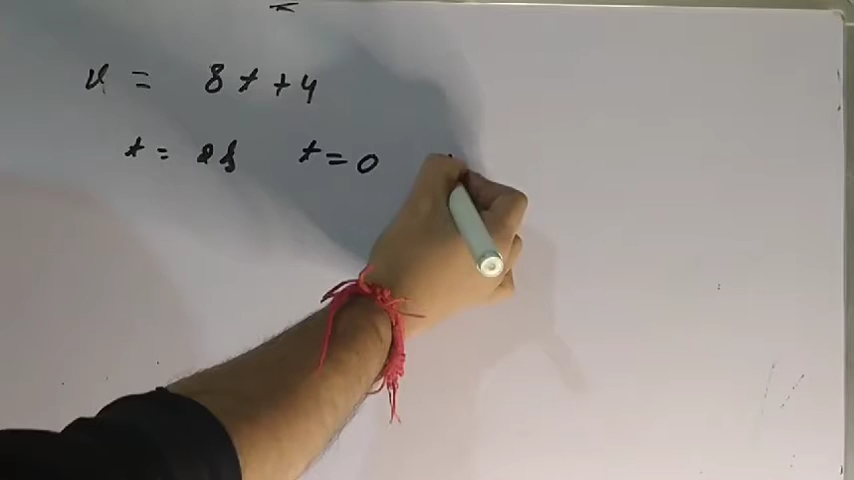 v = 8t + 4
t = 2s t = 0